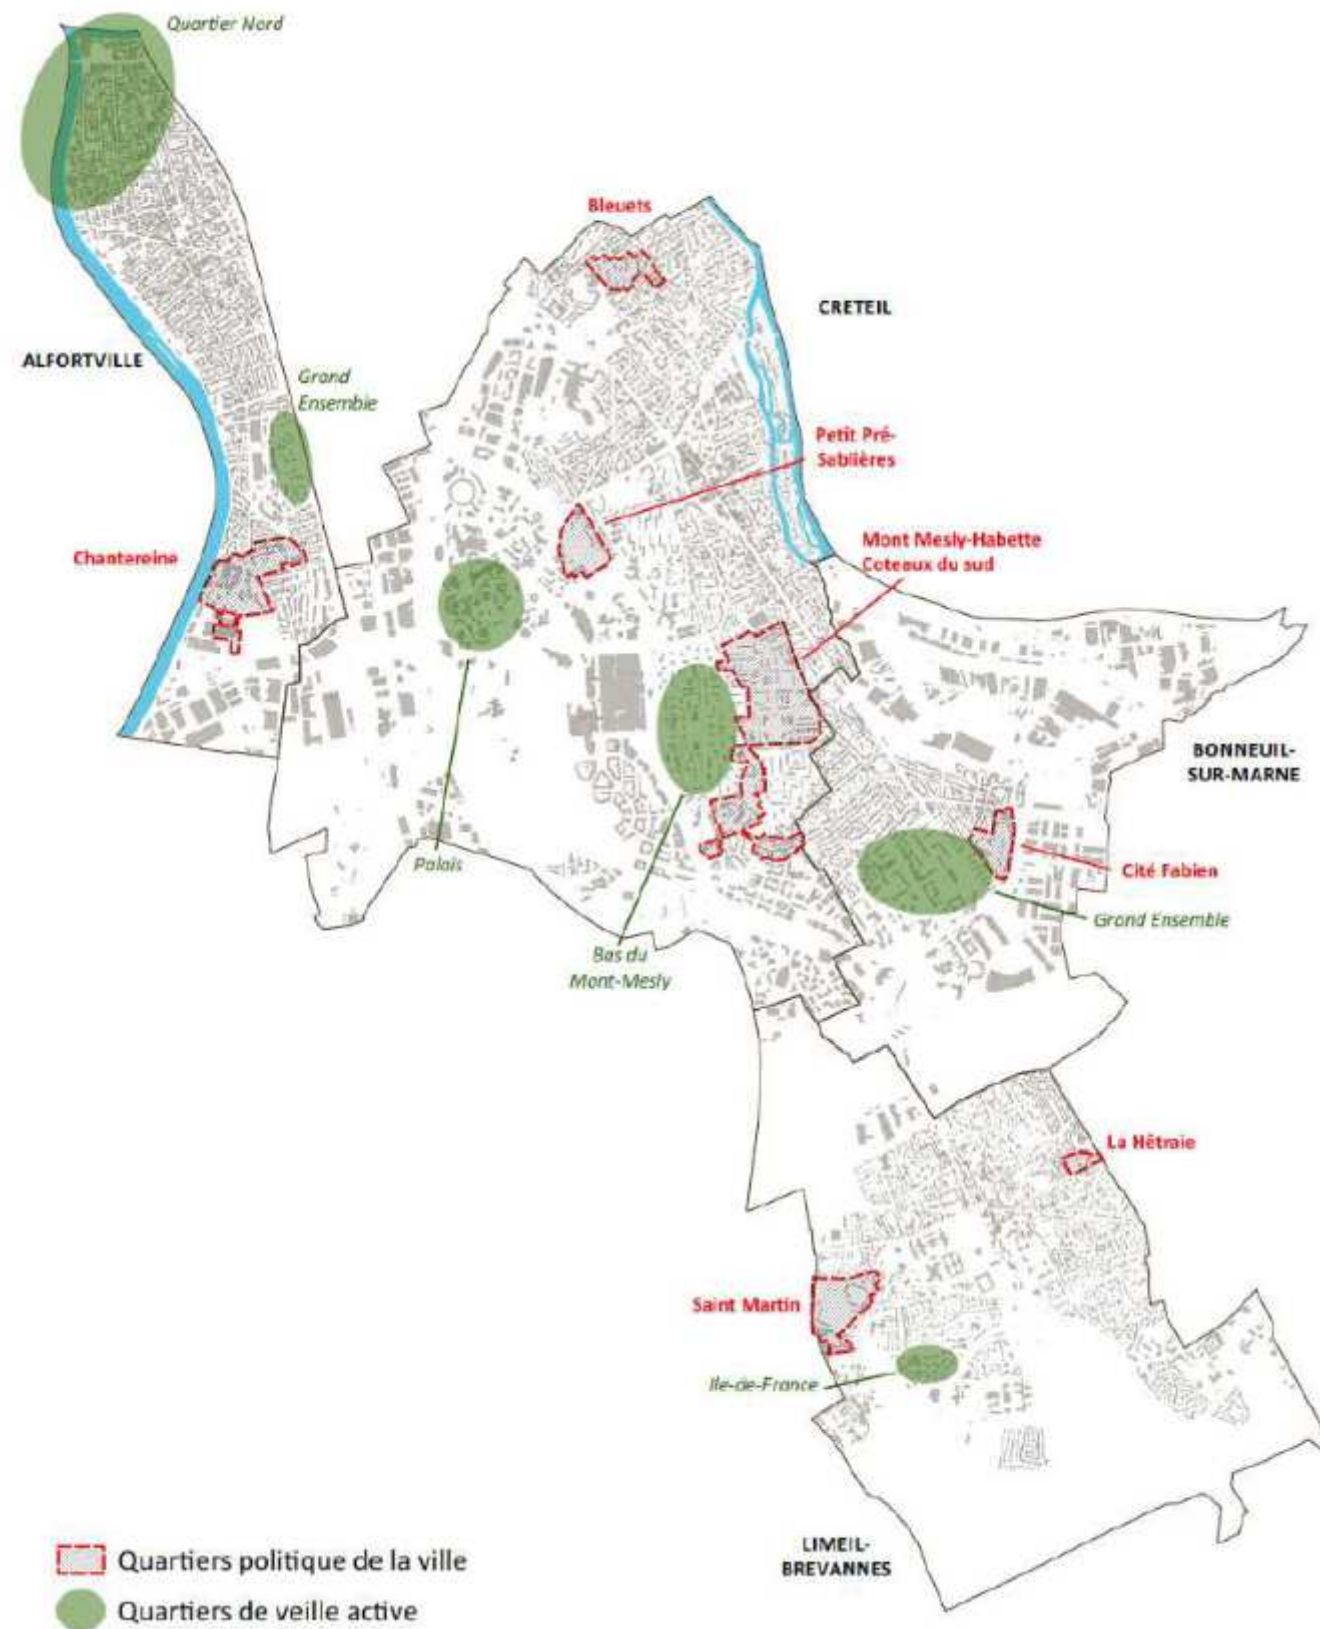 Quartier Nord
Bleuets
CRETEIL
ALFORTVILLE
Grand
Ensemble
Petit Pré-
Sablières
Mont Mesly-Habette
Coteaux du sud
Chantereine
BONNEUIL-
SUR-MARNE
Palais
Cité Fabien
Grand Ensemble
Bas du
Mont-Mesly
La Hêtraie
Saint Martin
Ile-de-France
LIMEIL-
BREVANNES
Quartiers politique de la ville
Quartiers de veille active